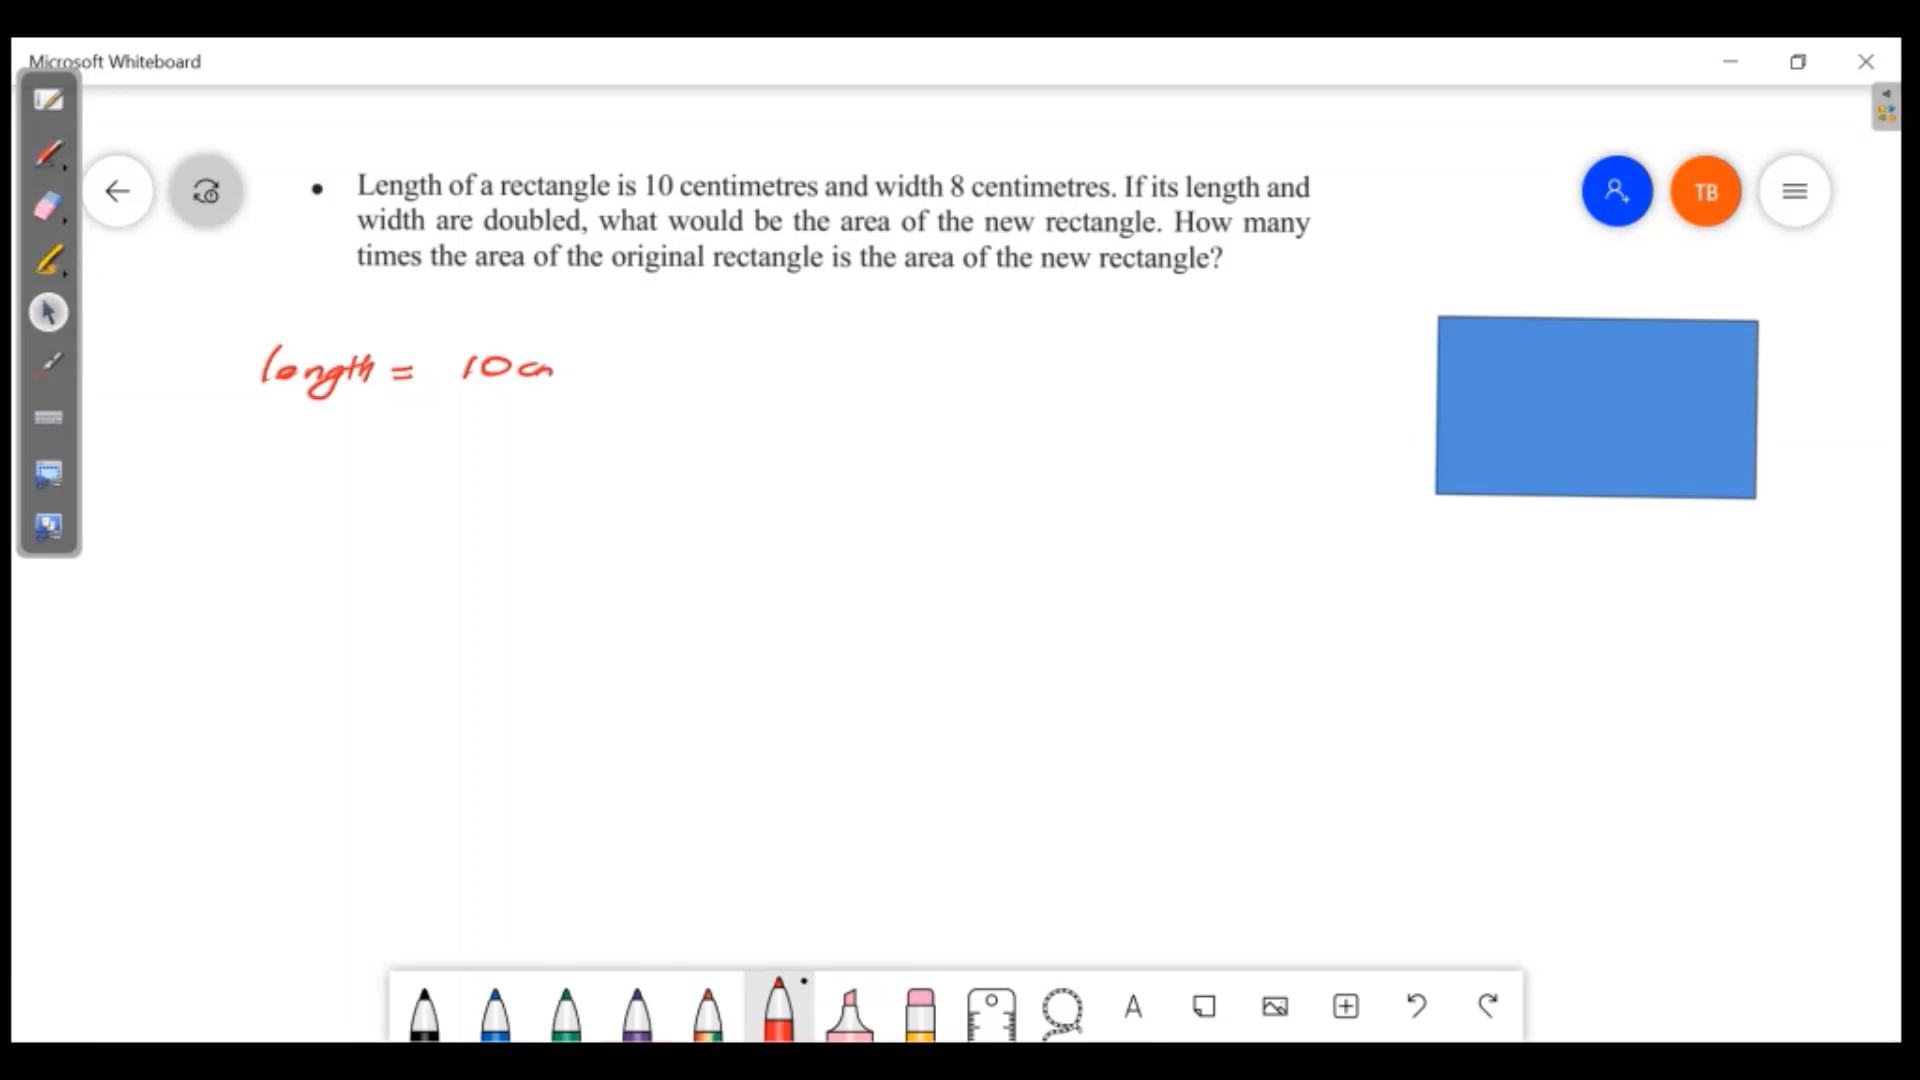 Microsoft Whiteboard
• Length of a rectangle is 10 centimetres and width 8 centimetres. If its length and
width are doubled, what would be the area of the new rectangle. How many
times the area of the original rectangle is the area of the new rectangle?
TB
length = 10 cm
A